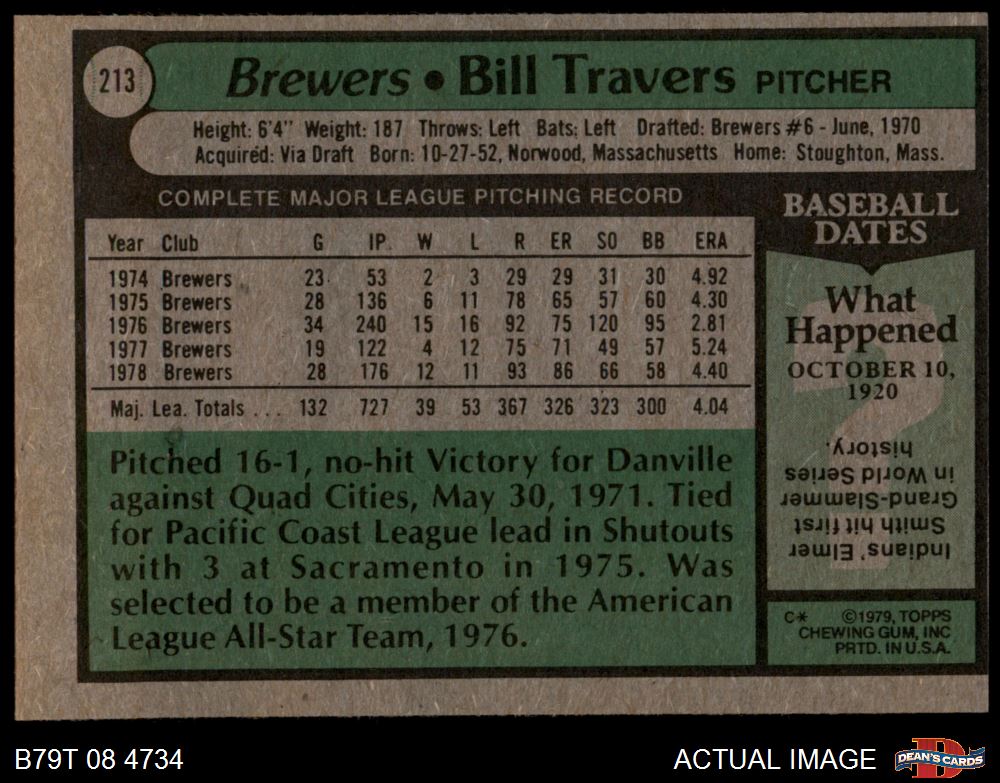 213
Brewers • Bill Travers PITCHER
Height: 6'4" Weight: 187 Throws: Left Bats: Left Drafted: Brewers #6 - June, 1970
Acquired: Via Draft Born: 10-27-52, Norwood, Massachusetts Home: Stoughton, Mass.
COMPLETE MAJOR LEAGUE PITCHING RECORD
Year Club G IP W L R ER SO BB ERA
1974 Brewers 23 53 2 3 29 29 31 30 4.92
1975 Brewers 28 136 6 11 78 65 57 60 4.30
1976 Brewers 34 240 15 16 92 75 120 95 2.81
1977 Brewers 19 122 4 12 75 71 49 57 5.24
1978 Brewers 28 176 12 11 93 86 66 58 4.40
Maj. Lea. Totals ... 132 727 39 53 367 326 323 300 4.04
Pitched 16-1, no-hit Victory for Danville
against Quad Cities, May 30, 1971. Tied
for Pacific Coast League lead in Shutouts
with 3 at Sacramento in 1975. Was
selected to be a member of the American
League All-Star Team, 1976.
BASEBALL
DATES
What
Happened
OCTOBER 10,
1920
?
Indians' Elmer
Smith hit first
Grand-Slammer
in World Series
history.
C* ©1979, TOPPS
CHEWING GUM, INC
PRTD. IN U.S.A.
B79T 08 4734
ACTUAL IMAGE
DEAN'S CARDS